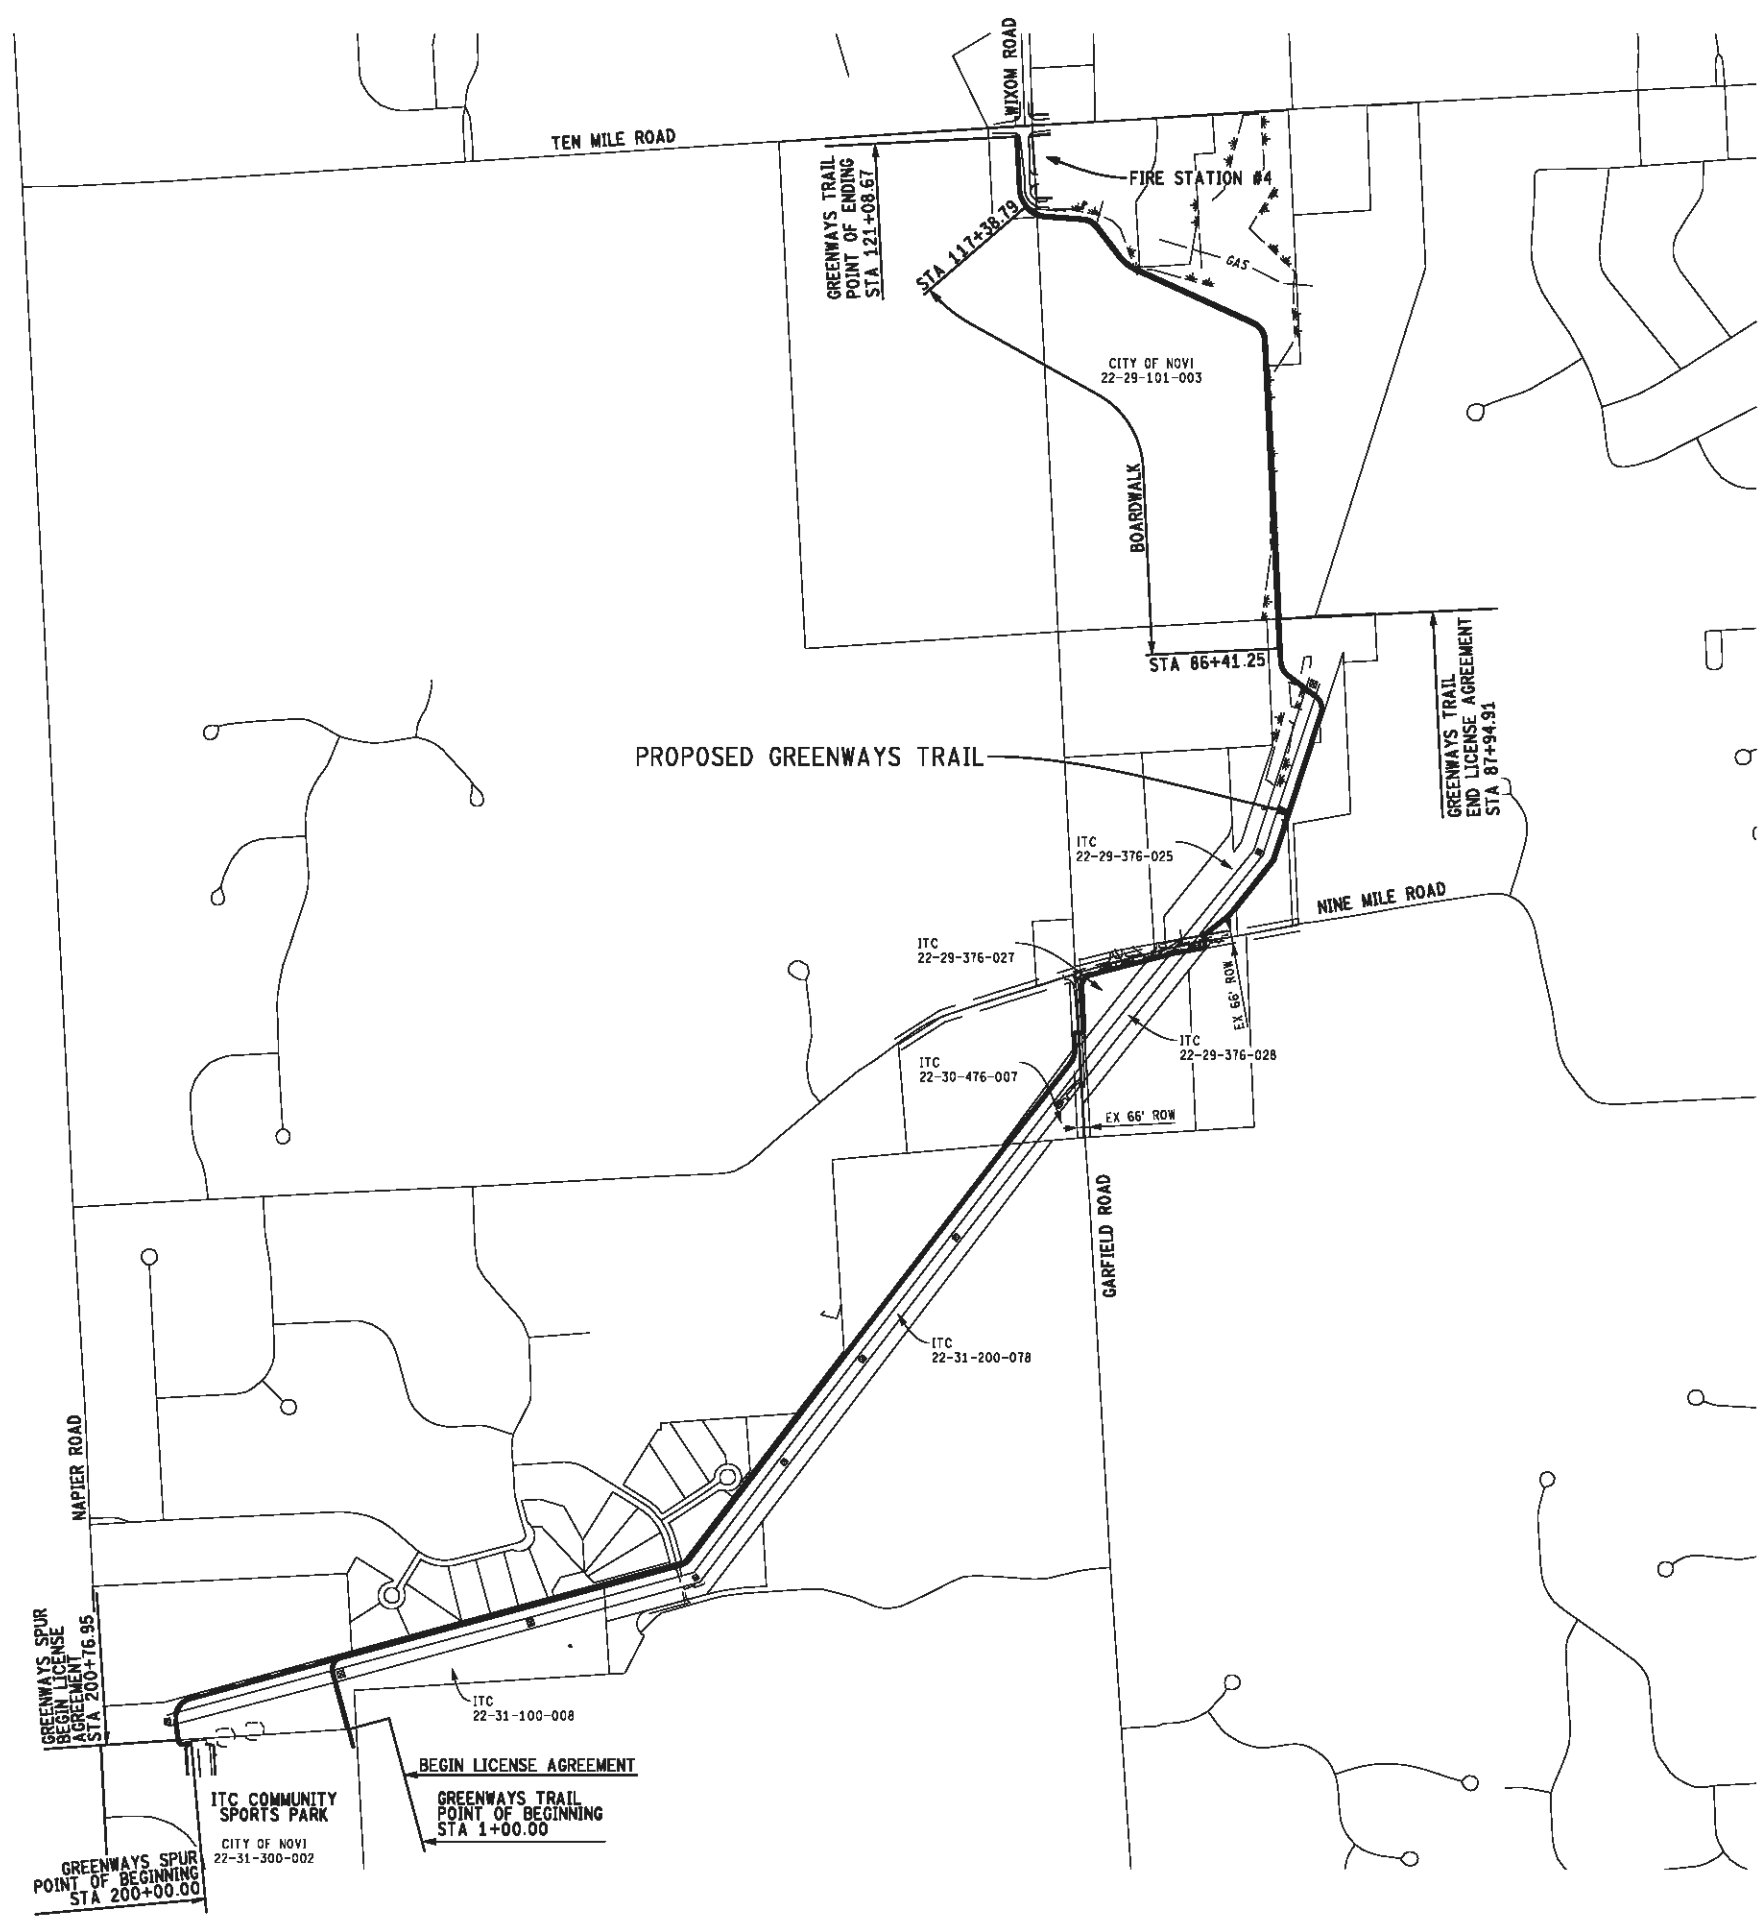 WIXOM ROAD
TEN MILE ROAD
GREENWAYS TRAIL
POINT OF ENDING
STA 121+08.67
FIRE STATION #4
STA 117+38.79
GAS
CITY OF NOVI
22-29-101-003
BOARDWALK
STA 86+41.25
GREENWAYS TRAIL
END LICENSE AGREEMENT
STA 87+94.91
PROPOSED GREENWAYS TRAIL
ITC
22-29-376-025
NINE MILE ROAD
ITC
22-29-376-027
EX 66' ROW
ITC
22-29-376-028
ITC
22-30-476-007
EX 66' ROW
GARFIELD ROAD
ITC
22-31-200-078
NAPIER ROAD
GREENWAYS SPUR
BEGIN LICENSE
AGREEMENT
STA 200+76.95
ITC
22-31-100-008
BEGIN LICENSE AGREEMENT
GREENWAYS TRAIL
POINT OF BEGINNING
STA 1+00.00
ITC COMMUNITY
SPORTS PARK
CITY OF NOVI
22-31-300-002
GREENWAYS SPUR
POINT OF BEGINNING
STA 200+00.00